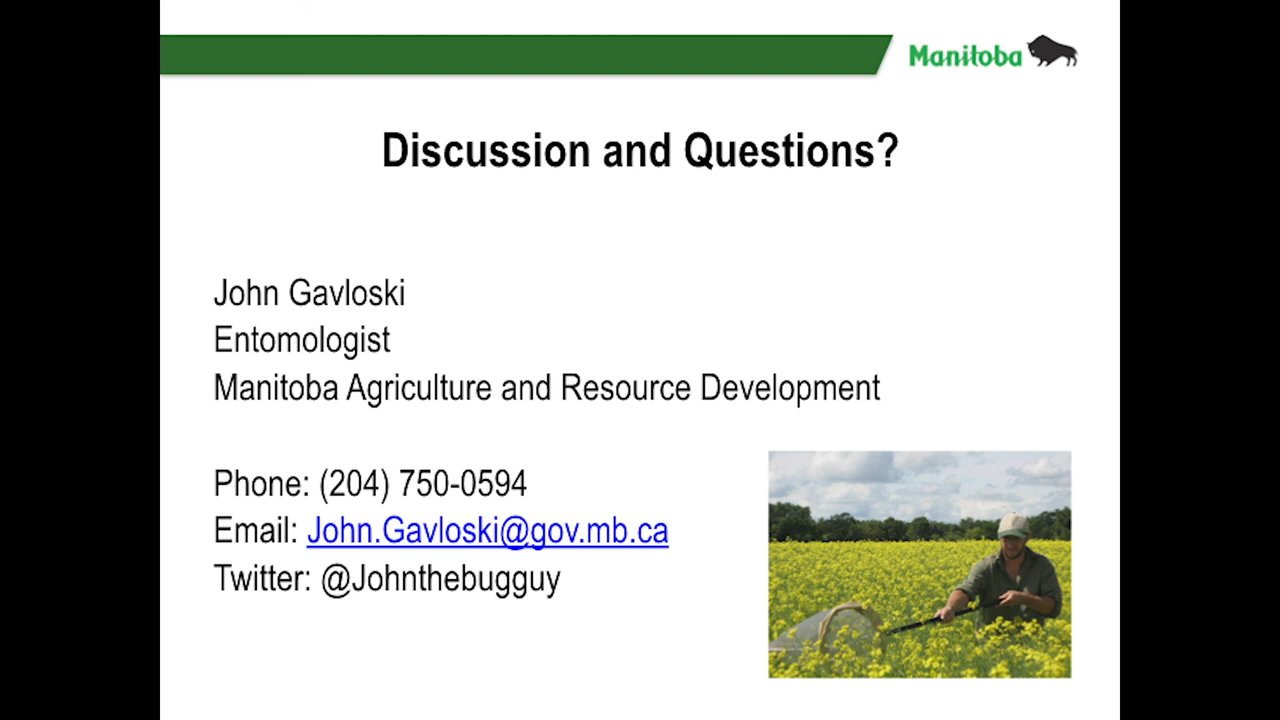 Manitoba
Discussion and Questions?
John Gavloski
Entomologist
Manitoba Agriculture and Resource Development
Phone: (204) 750-0594
Email: John.Gavloski@gov.mb.ca
Twitter: @Johnthebugguy